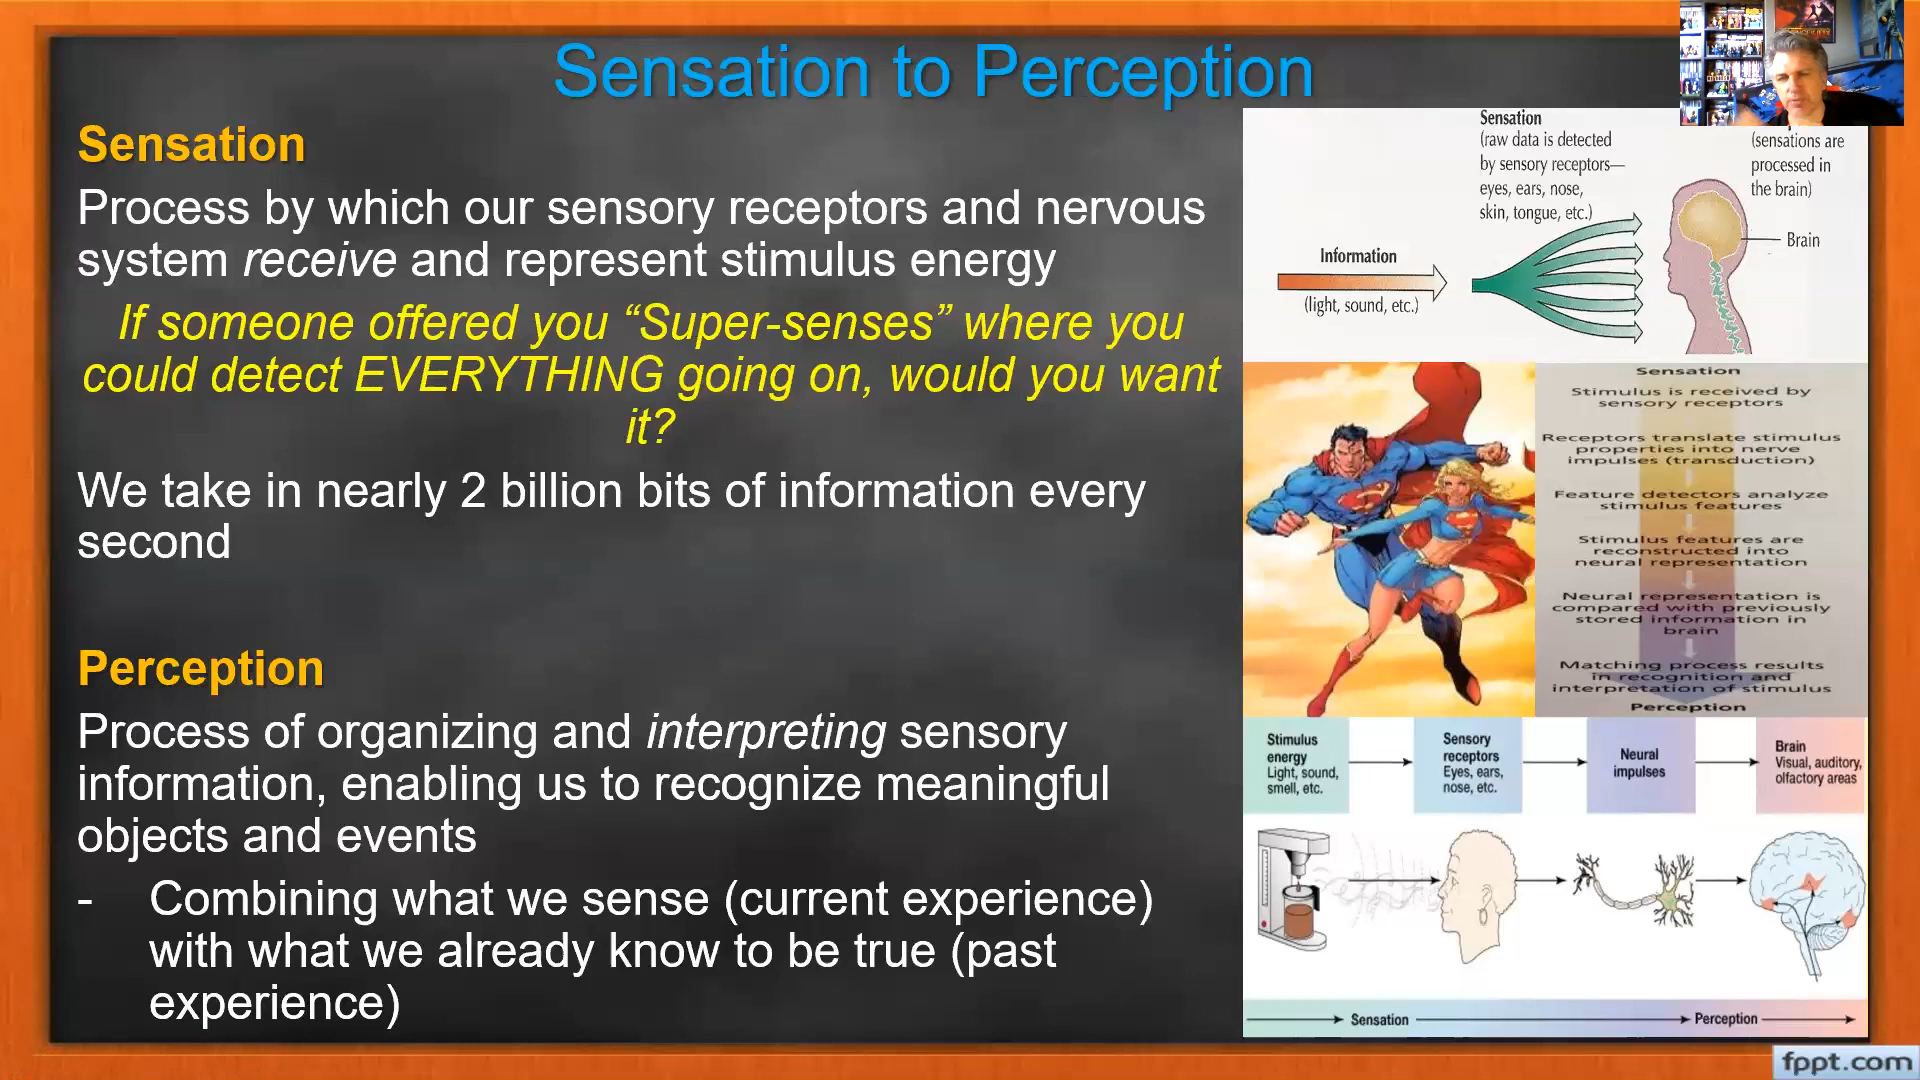 Sensation to Perception
Sensation
Process by which our sensory receptors and nervous
system receive and represent stimulus energy
If someone offered you “Super-senses” where you
could detect EVERYTHING going on, would you want
it?
We take in nearly 2 billion bits of information every
second
Perception
Process of organizing and interpreting sensory
information, enabling us to recognize meaningful
objects and events
- Combining what we sense (current experience)
with what we already know to be true (past
experience)
Sensation
(raw data is detected
by sensory receptors—
eyes, ears, nose,
skin, tongue, etc.)
(sensations are
processed in
the brain)
Brain
Information
(light, sound, etc.)
Sensation
Stimulus is received by
sensory receptors
Receptors translate stimulus
properties into nerve
impulses (transduction)
Feature detectors analyze
stimulus features
Stimulus features are
reconstructed into
neural representation
Neural representation is
compared with previously
stored information in
brain
Matching process results
in recognition and
interpretation of stimulus
Perception
Stimulus
energy
Light, sound,
smell, etc.
Sensory
receptors
Eyes, ears,
nose, etc.
Neural
impulses
Brain
Visual, auditory,
olfactory areas
Sensation
Perception
fppt.com